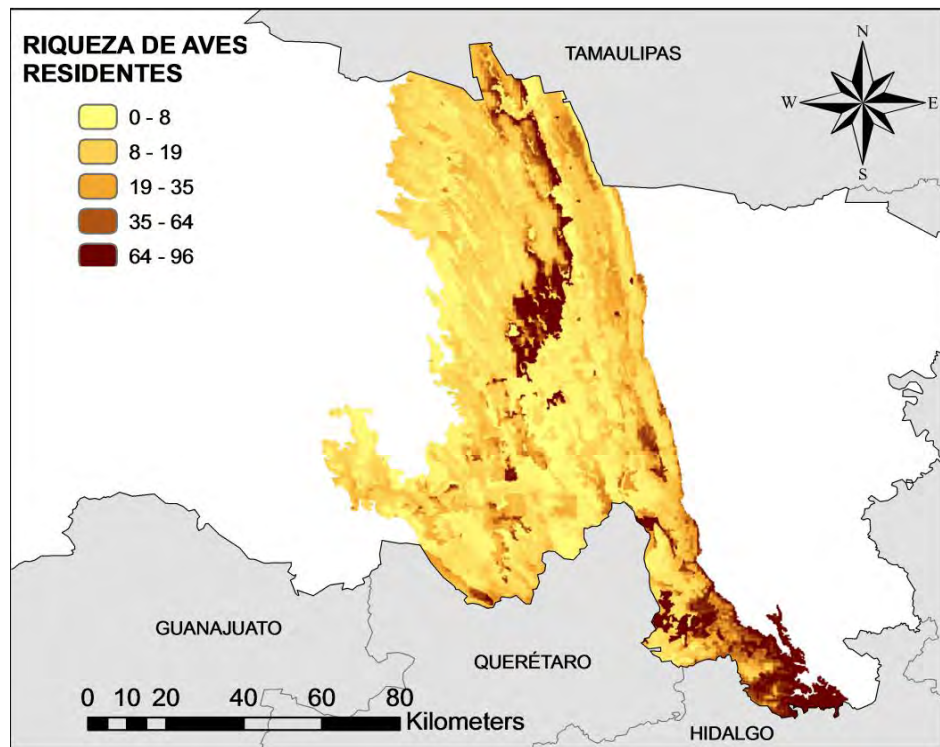 RIQUEZA DE AVES
RESIDENTES
0 - 8
8 - 19
19 - 35
35 - 64
64 - 96
TAMAULIPAS
N
W
E
S
GUANAJUATO
QUERÉTARO
HIDALGO
0 10 20 40 60 80
Kilometers